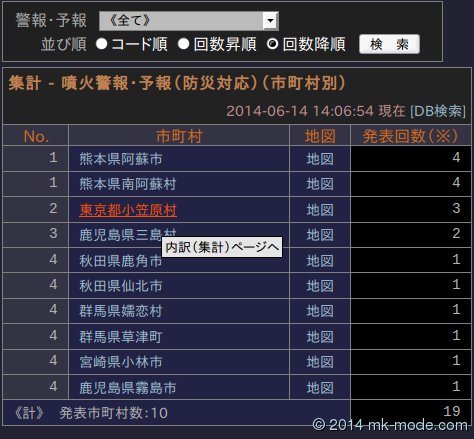 警報・予報 《全て》
並び順 コード順 回数昇順 回数降順 検 索
集計 - 噴火警報・予報（防災対応）（市町村別）
2014-06-14 14:06:54 現在 [DB検索]
No. 市町村 地図 発表回数（※）
1 熊本県阿蘇市 地図 4
1 熊本県南阿蘇村 地図 4
2 東京都小笠原村 地図 3
3 鹿児島県三島村 地図 2
内訳（集計）ページへ
4 秋田県鹿角市 地図 1
4 秋田県仙北市 地図 1
4 群馬県嬬恋村 地図 1
4 群馬県草津町 地図 1
4 宮崎県小林市 地図 1
4 鹿児島県霧島市 地図 1
《計》 発表市町村数：10 19
© 2014 mk-mode.com